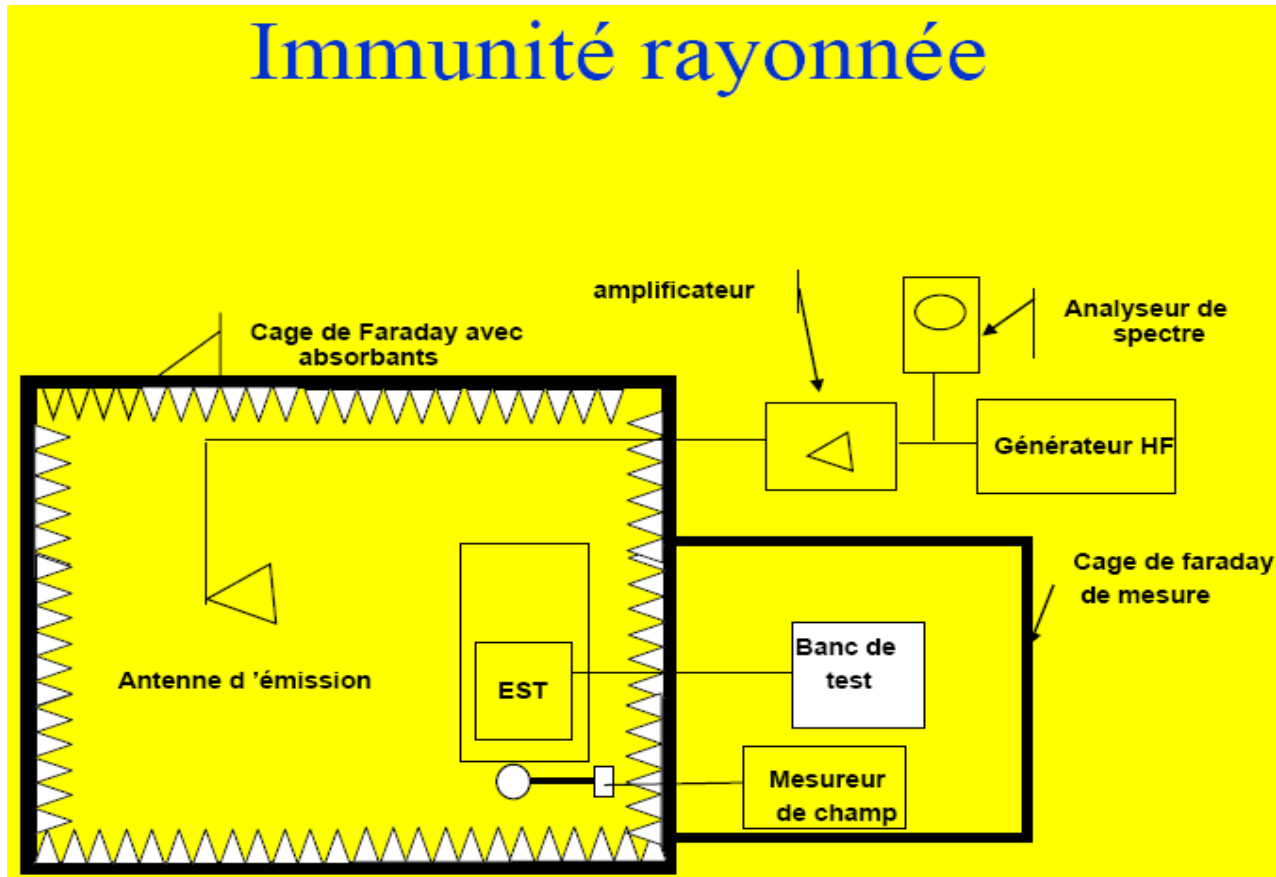 Immunité rayonnée
amplificateur
Analyseur de
spectre
Cage de Faraday avec
absorbants
Générateur HF
Cage de faraday
de mesure
Banc de
test
Antenne d ’émission
EST
Mesureur
de champ